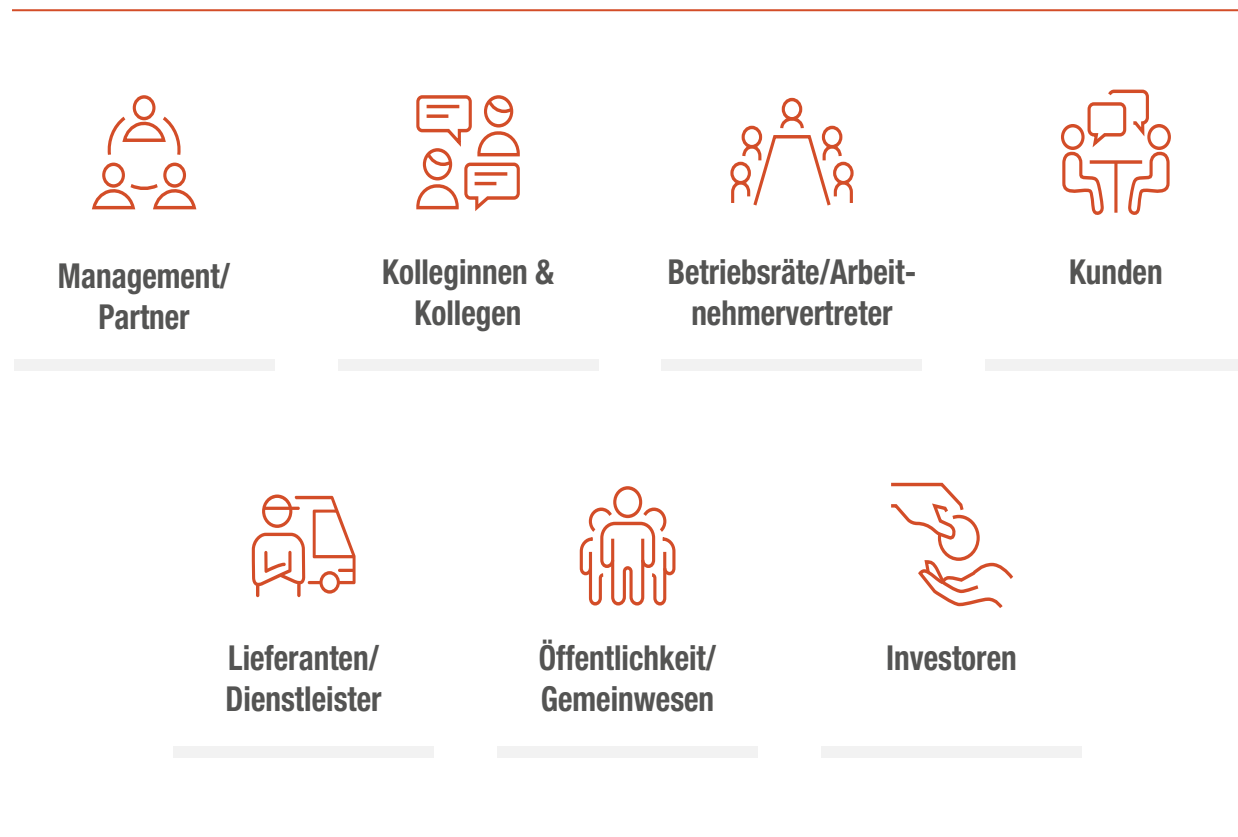 Management/
Partner
Kolleginnen &
Kollegen
Betriebsräte/Arbeit-
nehmervertreter
Kunden
Lieferanten/
Dienstleister
Öffentlichkeit/
Gemeinwesen
Investoren